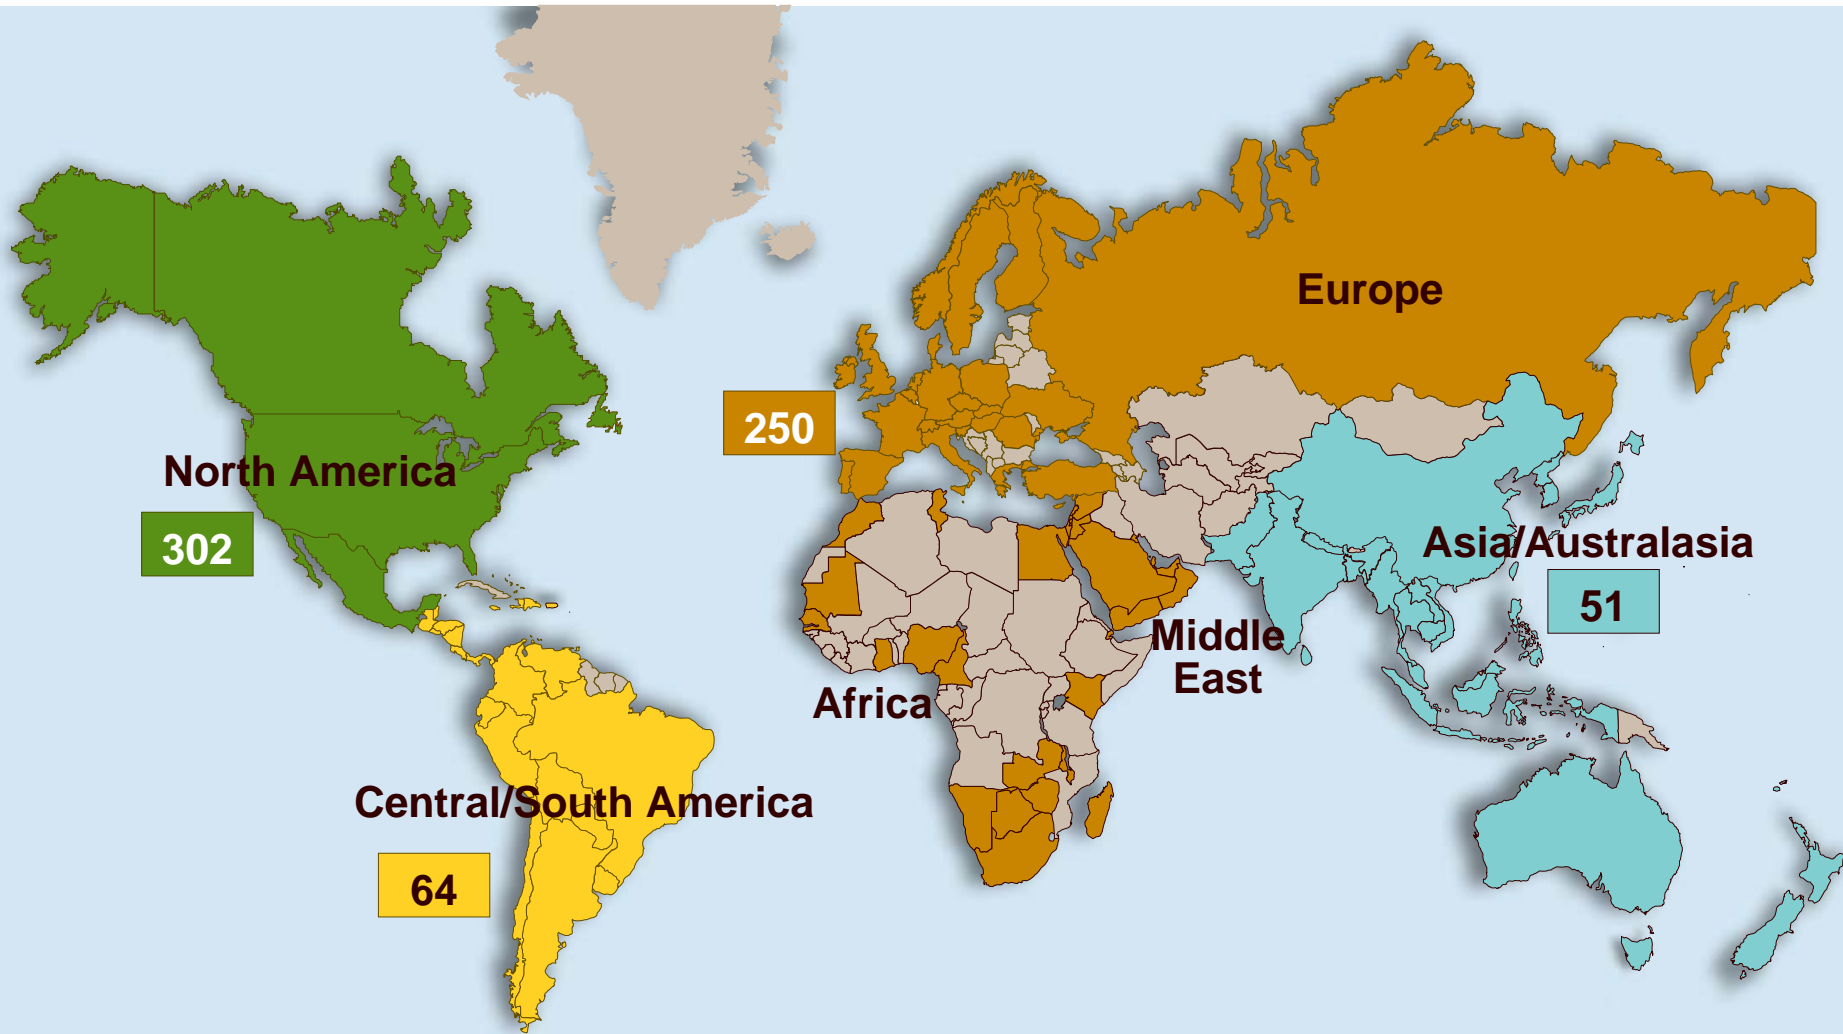 Europe
250
North America
302
Asia/Australasia
51
Middle
East
Africa
Central/South America
64